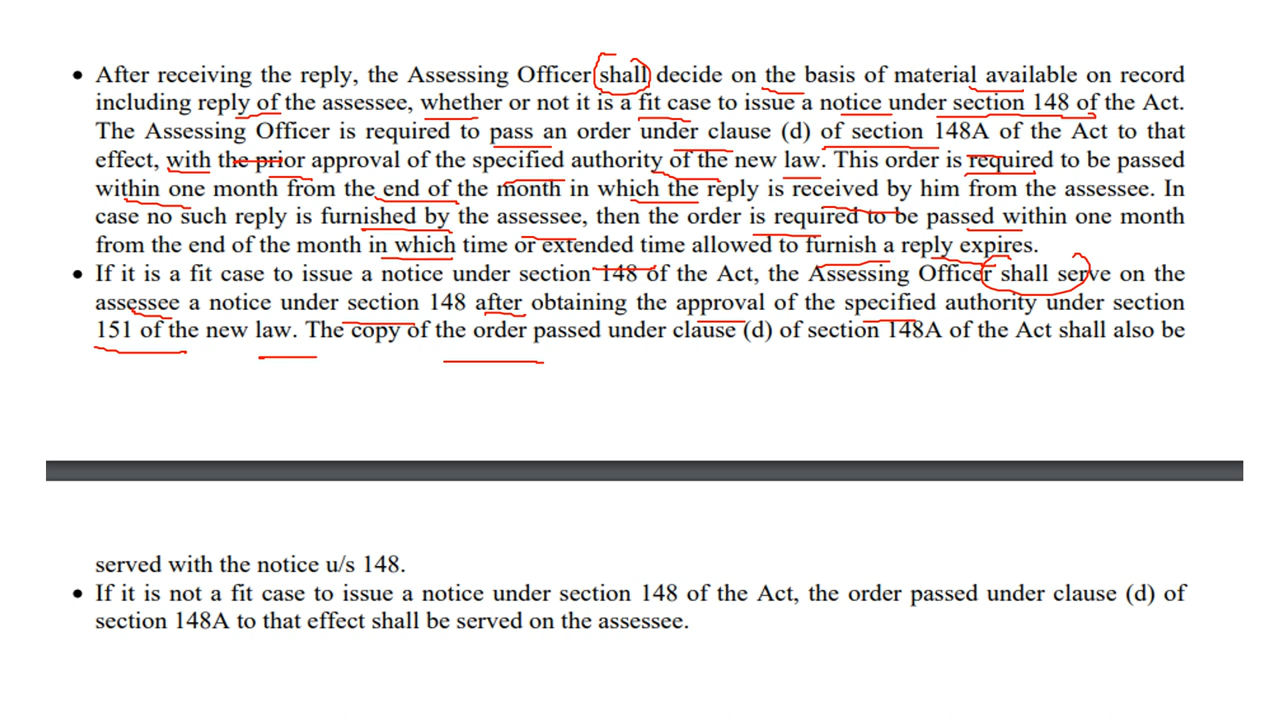 • After receiving the reply, the Assessing Officer shall decide on the basis of material available on record
including reply of the assessee, whether or not it is a fit case to issue a notice under section 148 of the Act.
The Assessing Officer is required to pass an order under clause (d) of section 148A of the Act to that
effect, with the prior approval of the specified authority of the new law. This order is required to be passed
within one month from the end of the month in which the reply is received by him from the assessee. In
case no such reply is furnished by the assessee, then the order is required to be passed within one month
from the end of the month in which time or extended time allowed to furnish a reply expires.
• If it is a fit case to issue a notice under section 148 of the Act, the Assessing Officer shall serve on the
assessee a notice under section 148 after obtaining the approval of the specified authority under section
151 of the new law. The copy of the order passed under clause (d) of section 148A of the Act shall also be
served with the notice u/s 148.
• If it is not a fit case to issue a notice under section 148 of the Act, the order passed under clause (d) of
section 148A to that effect shall be served on the assessee.